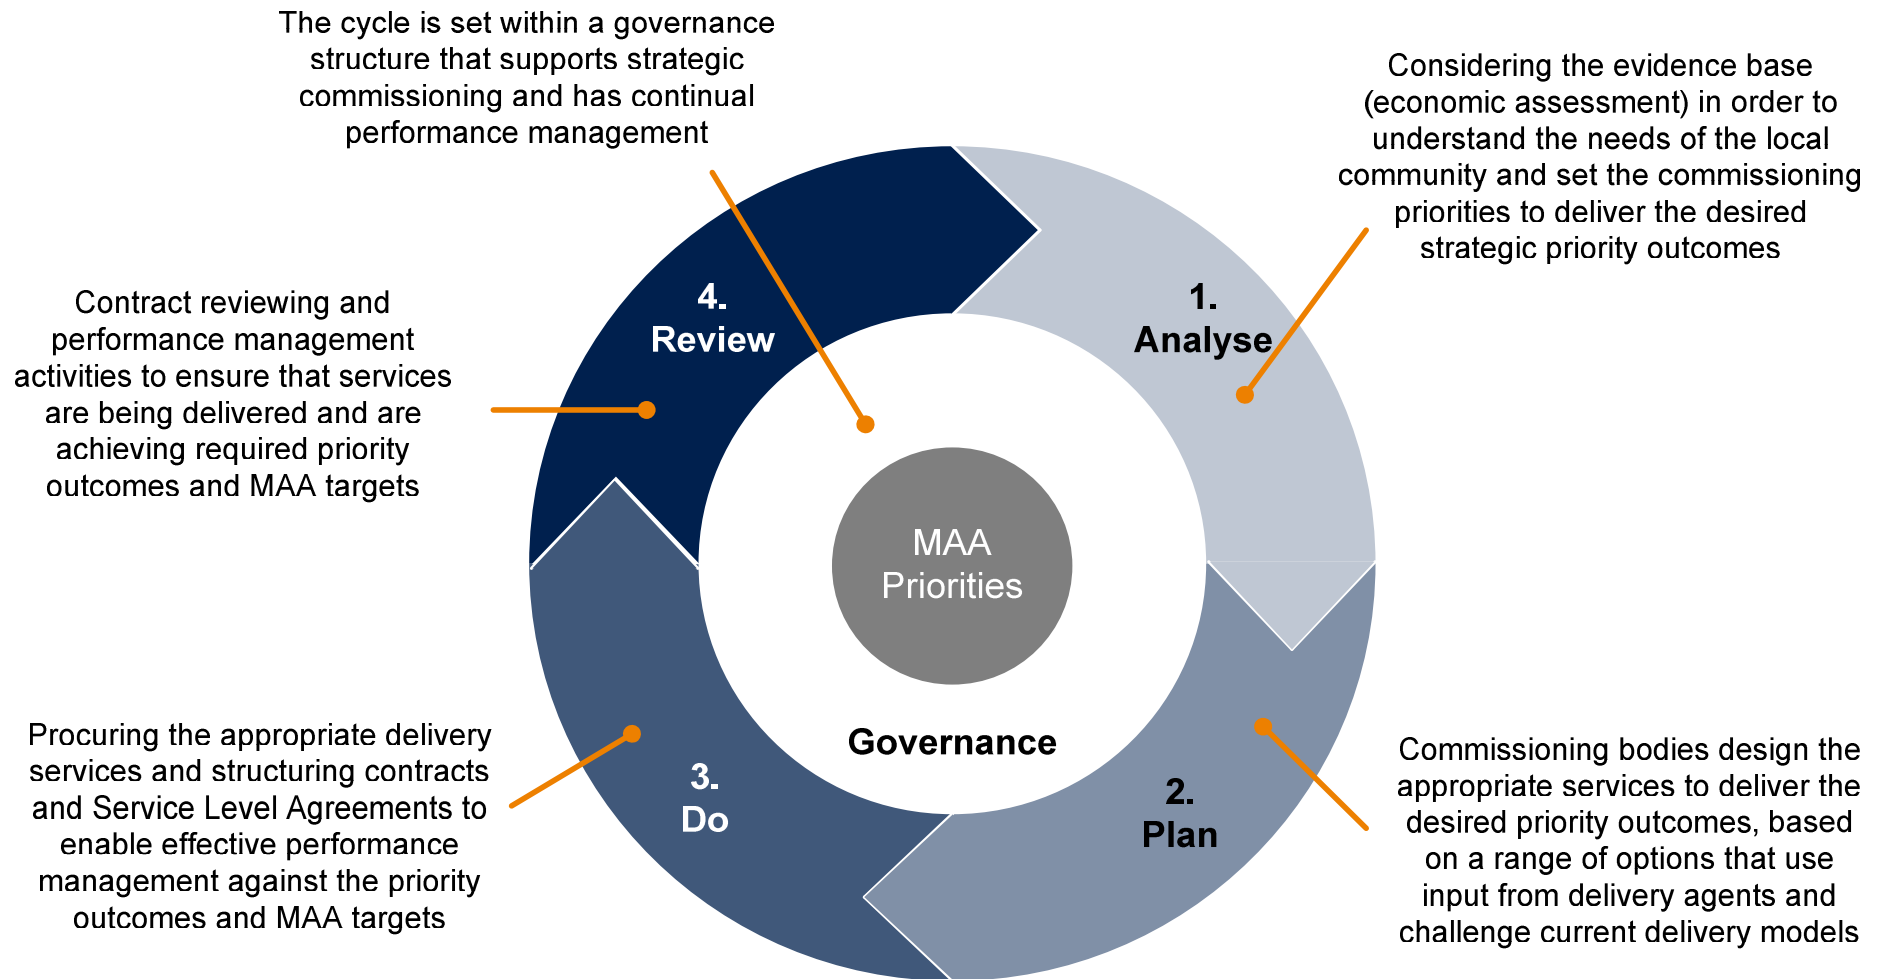 The cycle is set within a governance
structure that supports strategic
commissioning and has continual
performance management
Considering the evidence base
(economic assessment) in order to
understand the needs of the local
community and set the commissioning
priorities to deliver the desired
strategic priority outcomes
4.
Review
1.
Analyse
Contract reviewing and
performance management
activities to ensure that services
are being delivered and are
achieving required priority
outcomes and MAA targets
MAA
Priorities
Governance
Procuring the appropriate delivery
services and structuring contracts
and Service Level Agreements to
enable effective performance
management against the priority
outcomes and MAA targets
3.
Do
2.
Plan
Commissioning bodies design the
appropriate services to deliver the
desired priority outcomes, based
on a range of options that use
input from delivery agents and
challenge current delivery models